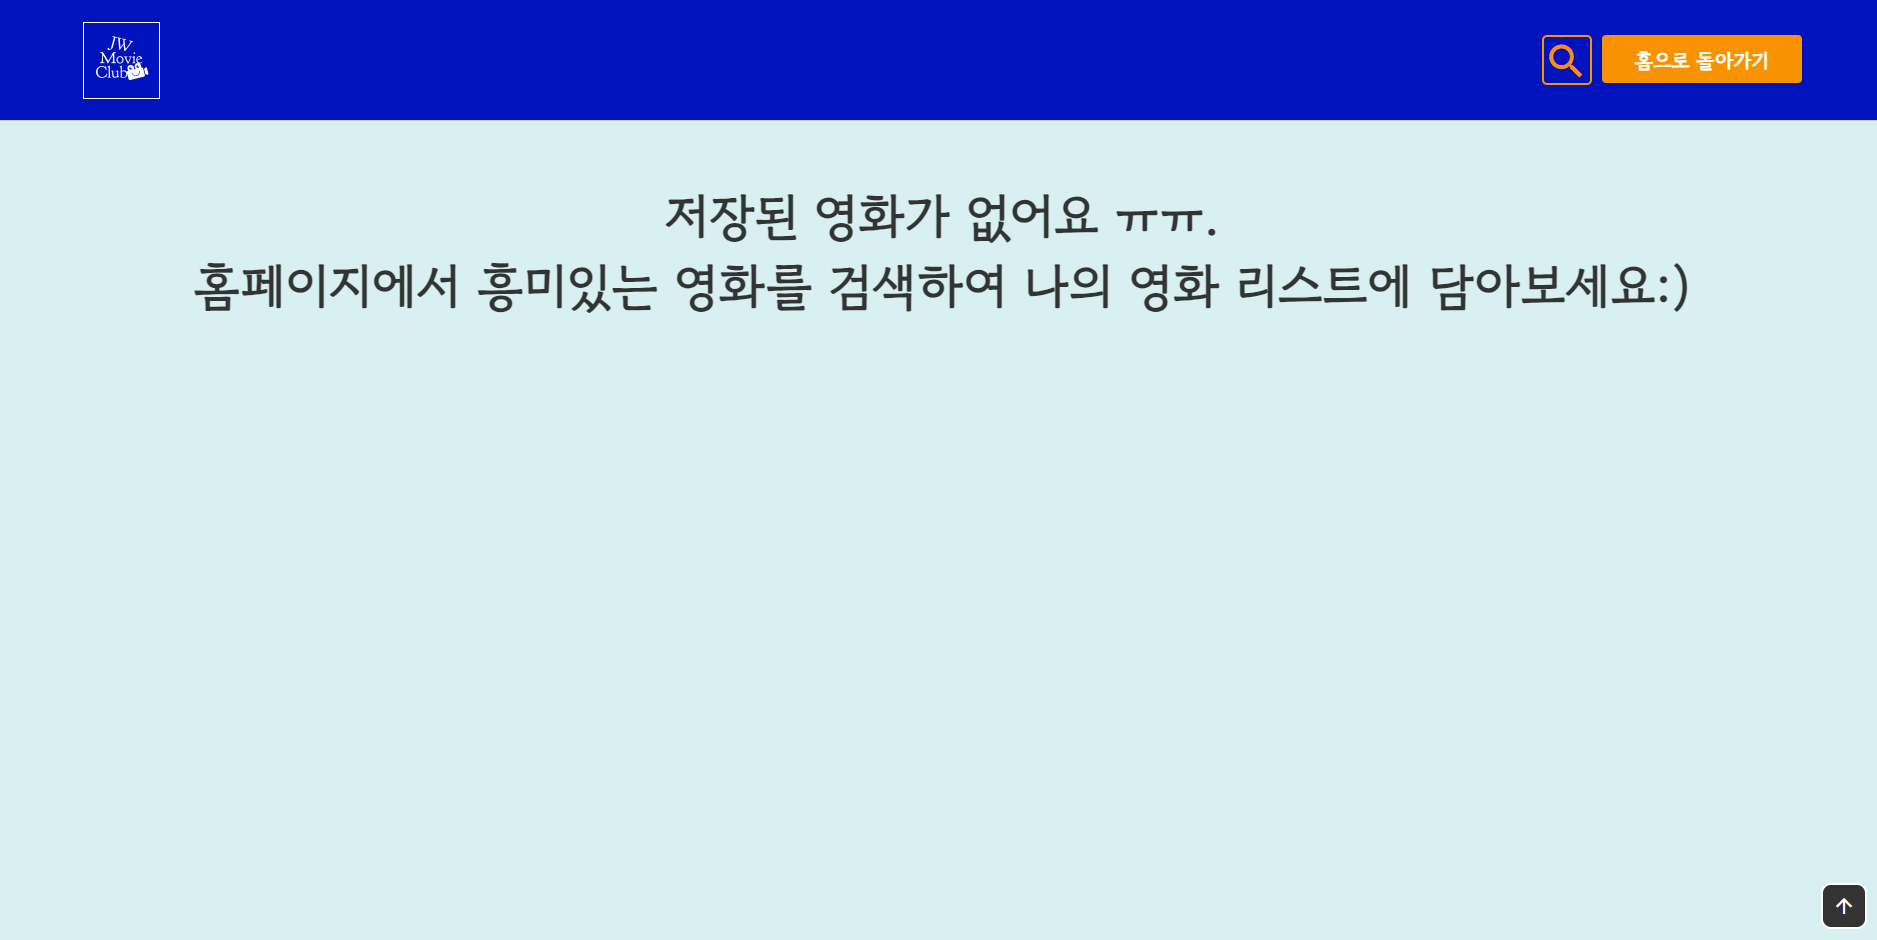 JW
Movie
Club
홈으로 돌아가기
저장된 영화가 없어요 ㅠㅠ.
홈페이지에서 흥미있는 영화를 검색하여 나의 영화 리스트에 담아보세요:)